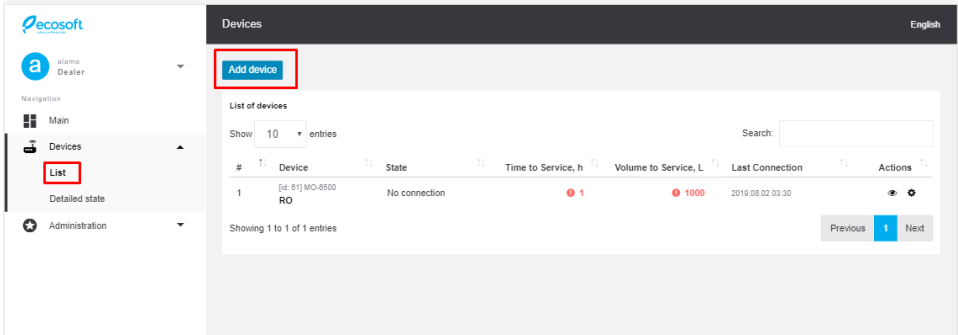 ecosoft
Devices
English
a
alamo
Dealer
Navigation
Main
Devices
List
Detailed state
Administration
Add device
List of devices
Show 10 entries
Search:
# Device State Time to Service, h Volume to Service, L Last Connection Actions
1 [id: 61] MO-6500 No connection 1 1000 2019.08.02 03:30
RO
Showing 1 to 1 of 1 entries
Previous 1 Next